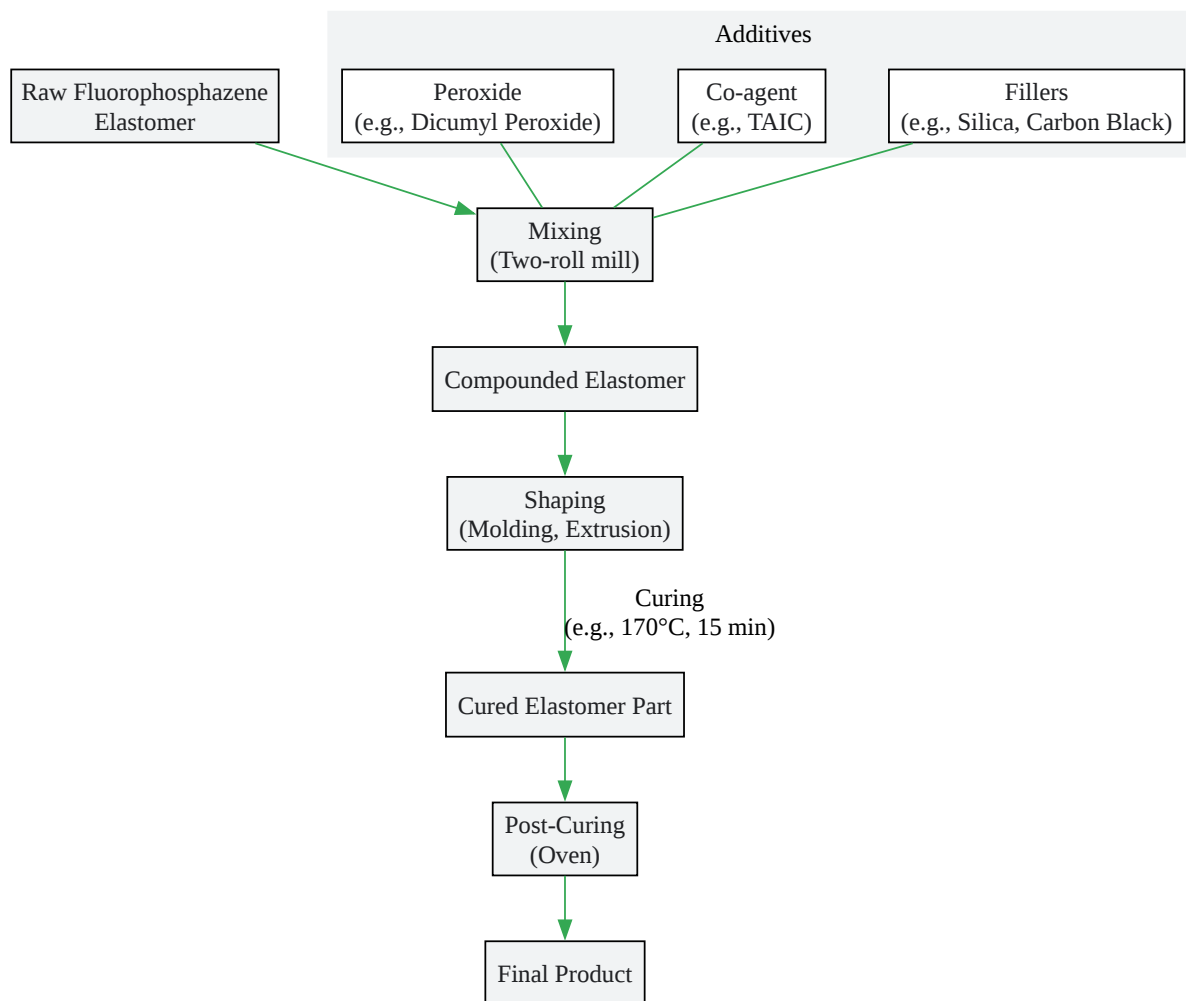 Additives
Raw Fluorophosphazene
Elastomer
Peroxide
(e.g., Dicumyl Peroxide)
Co-agent
(e.g., TAIC)
Fillers
(e.g., Silica, Carbon Black)
Mixing
(Two-roll mill)
Compounded Elastomer
Shaping
(Molding, Extrusion)
Curing
(e.g., 170°C, 15 min)
Cured Elastomer Part
Post-Curing
(Oven)
Final Product